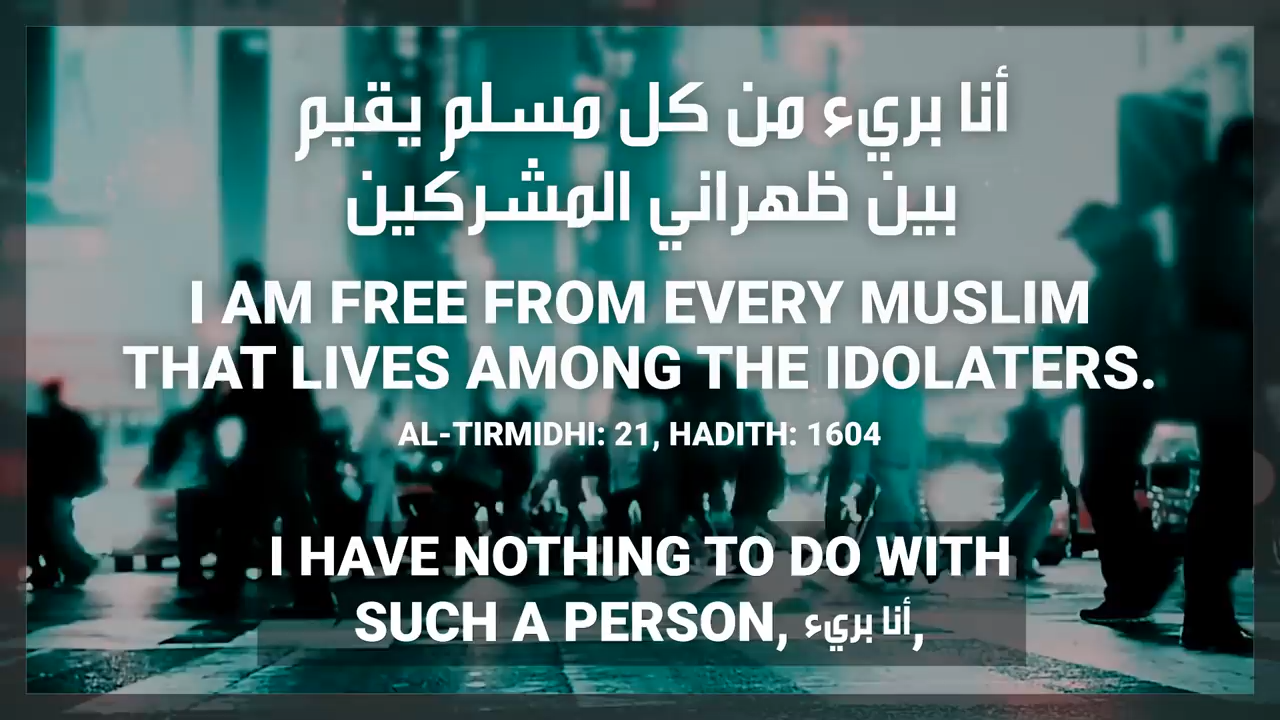 أنا بريء من كل مسلم يقيم
بين ظهراني المشركين
I AM FREE FROM EVERY MUSLIM
THAT LIVES AMONG THE IDOLATERS.
AL-TIRMIDHI: 21, HADITH: 1604
I HAVE NOTHING TO DO WITH
SUCH A PERSON, أنا بريء,